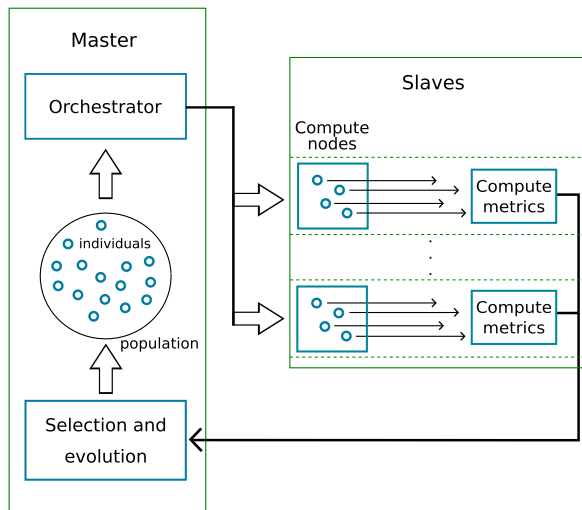 Master
Orchestrator
individuals
population
Selection and
evolution
Slaves
Compute
nodes
Compute
metrics
Compute
metrics